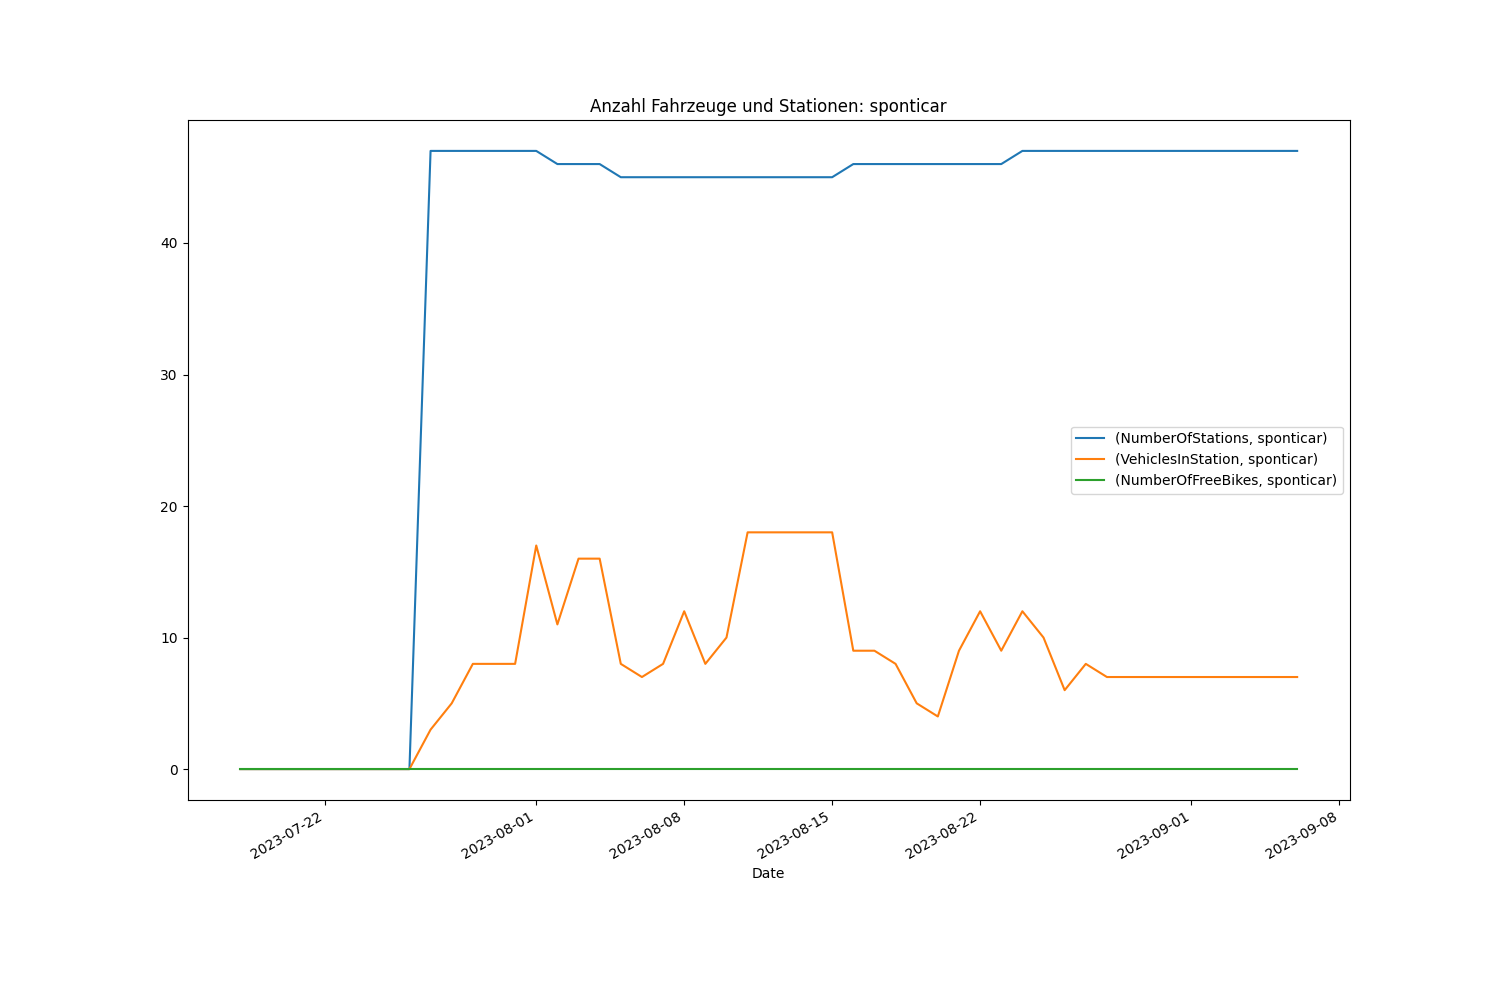 Anzahl Fahrzeuge und Stationen: sponticar
40
30
20
10
0
(NumberOfStations, sponticar)
(VehiclesInStation, sponticar)
(NumberOfFreeBikes, sponticar)
2023-07-22
2023-08-01
2023-08-08
2023-08-15
2023-08-22
2023-09-01
2023-09-08
Date